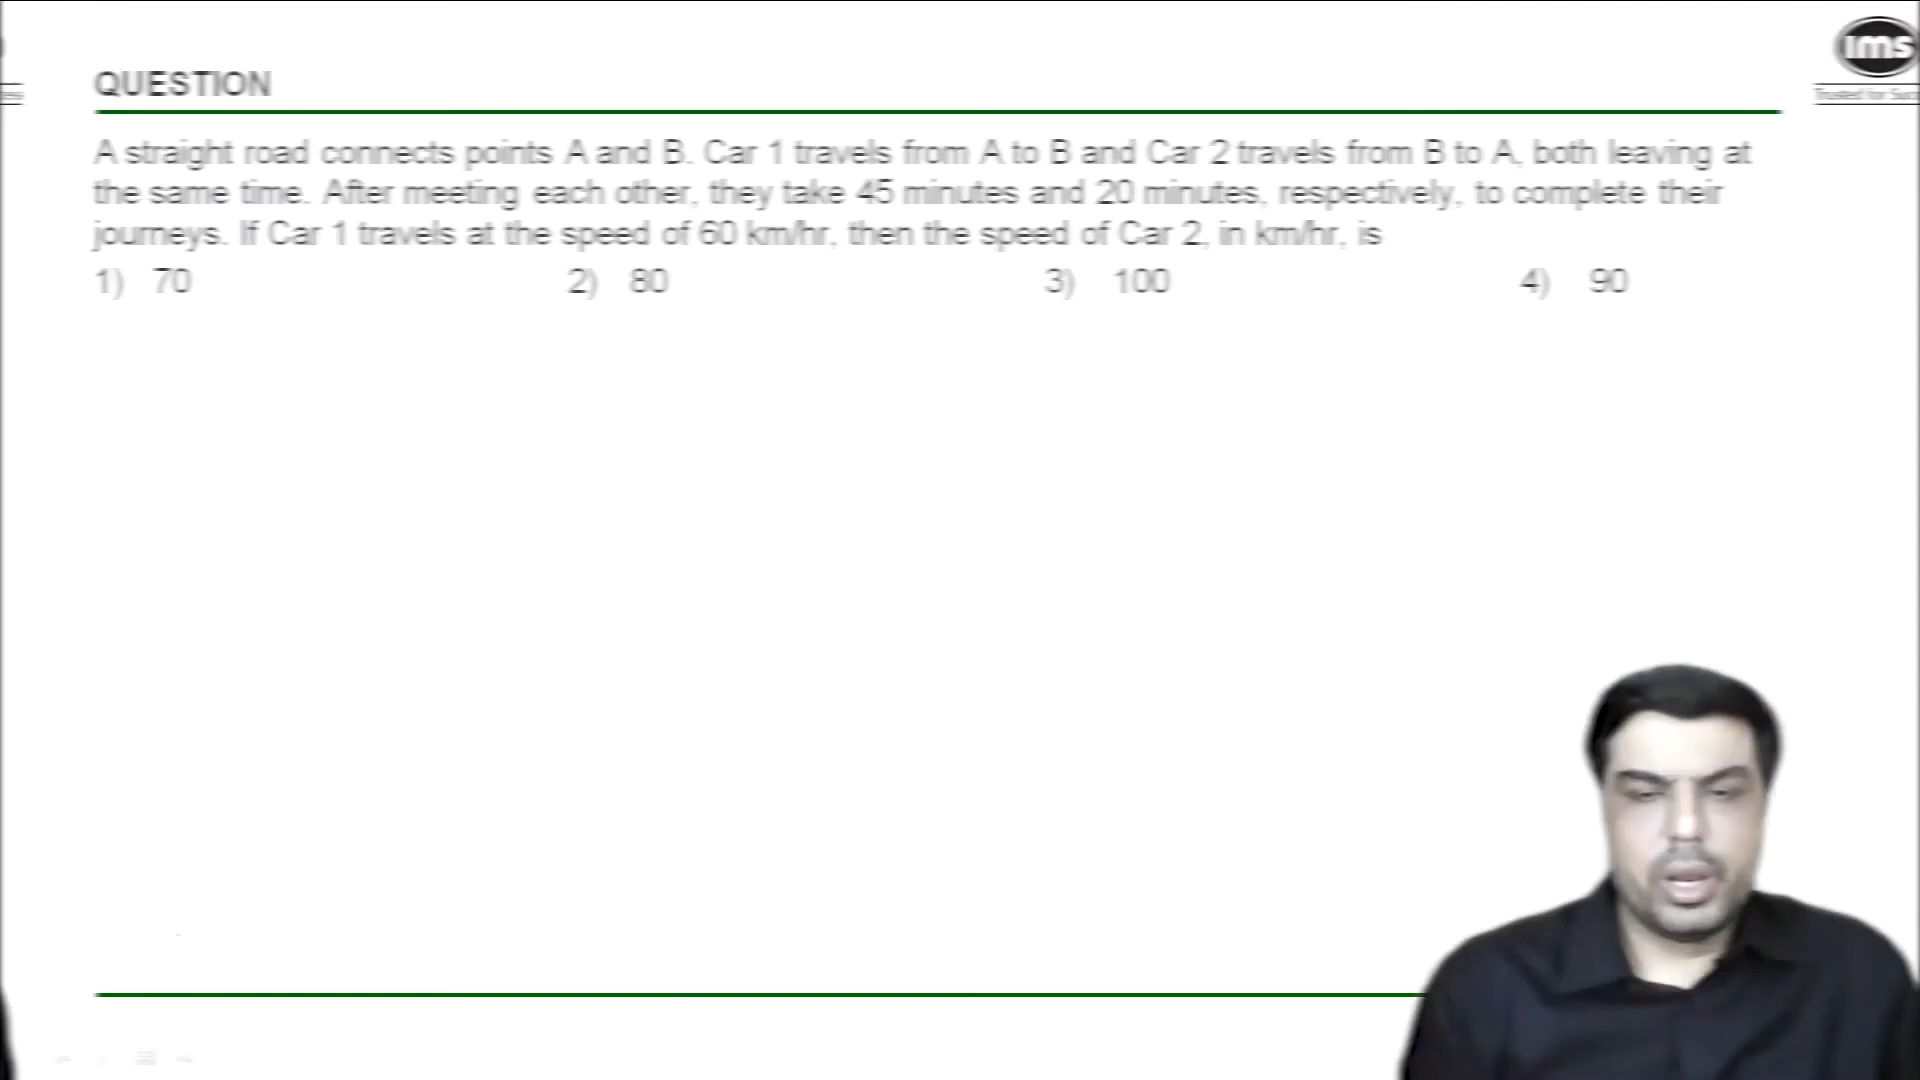 ims
QUESTION
Trusted for Suc
A straight road connects points A and B. Car 1 travels from A to B and Car 2 travels from B to A, both leaving at
the same time. After meeting each other, they take 45 minutes and 20 minutes, respectively, to complete their
journeys. If Car 1 travels at the speed of 60 km/hr, then the speed of Car 2, in km/hr, is
1) 70 2) 80 3) 100 4) 90